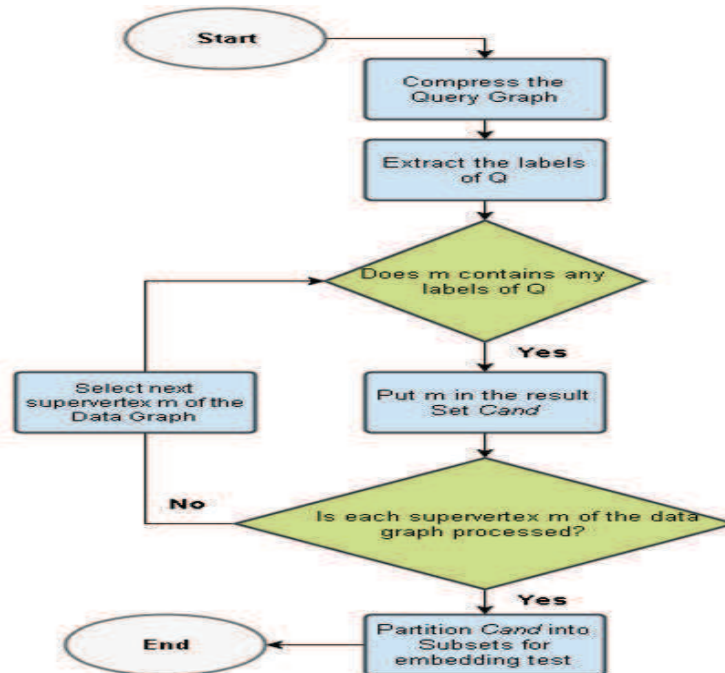 Start
Compress the
Query Graph
Extract the labels
of Q
Does m contains any
labels of Q
Yes
Select next
supervertex m of the
Data Graph
Put m in the result
Set Cand
No
Is each supervertex m of the data
graph processed?
Yes
Partition Cand into
Subsets for
embedding test
End